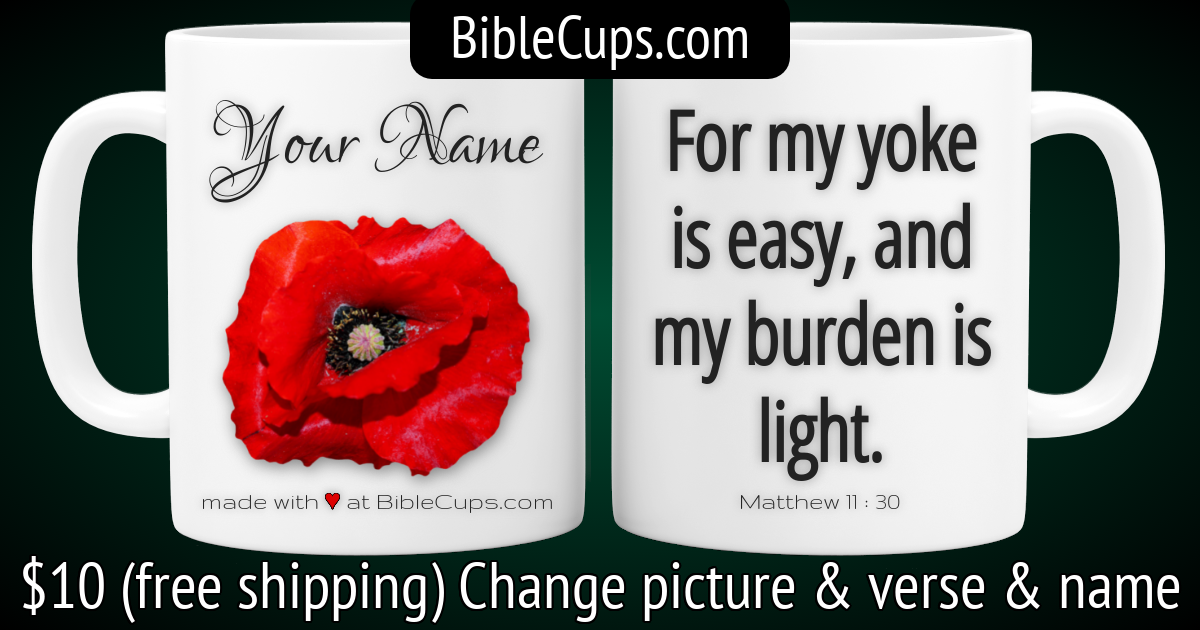 BibleCups.com
Your Name
made with ♥ at BibleCups.com
For my yoke
is easy, and
my burden is
light.
Matthew 11 : 30
$10 (free shipping) Change picture & verse & name